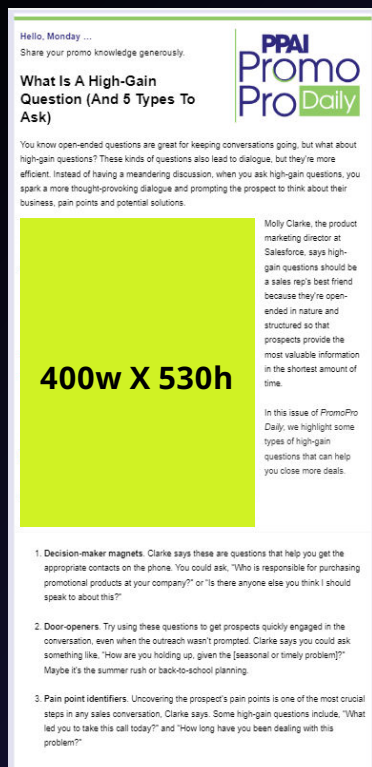 Hello, Monday ...
Share your promo knowledge generously.
PPAI
Promo
Pro Daily
What Is A High-Gain
Question (And 5 Types To
Ask)
You know open-ended questions are great for keeping conversations going, but what about
high-gain questions? These kinds of questions also lead to dialogue, but they're more
efficient. Instead of having a meandering discussion, when you ask high-gain questions, you
spark a more thought-provoking dialogue and prompting the prospect to think about their
business, pain points and potential solutions.
400w X 530h
Molly Clarke, the product
marketing director at
Salesforce, says high-
gain questions should be
a sales rep's best friend
because they're open-
ended in nature and
structured so that
prospects provide the
most valuable information
in the shortest amount of
time.
In this issue of PromoPro
Daily, we highlight some
types of high-gain
questions that can help
you close more deals.
1. Decision-maker magnets. Clarke says these are questions that help you get the
appropriate contacts on the phone. You could ask, "Who is responsible for purchasing
promotional products at your company?" or "Is there anyone else you think I should
speak to about this?"
2. Door-openers. Try using these questions to get prospects quickly engaged in the
conversation, even when the outreach wasn't prompted. Clarke says you could ask
something like, "How are you holding up, given the [seasonal or timely problem]?"
Maybe it's the summer rush or back-to-school planning.
3. Pain point identifiers. Uncovering the prospect's pain points is one of the most crucial
steps in any sales conversation, Clarke says. Some high-gain questions include, "What
led you to take this call today?" and "How long have you been dealing with this
problem?"